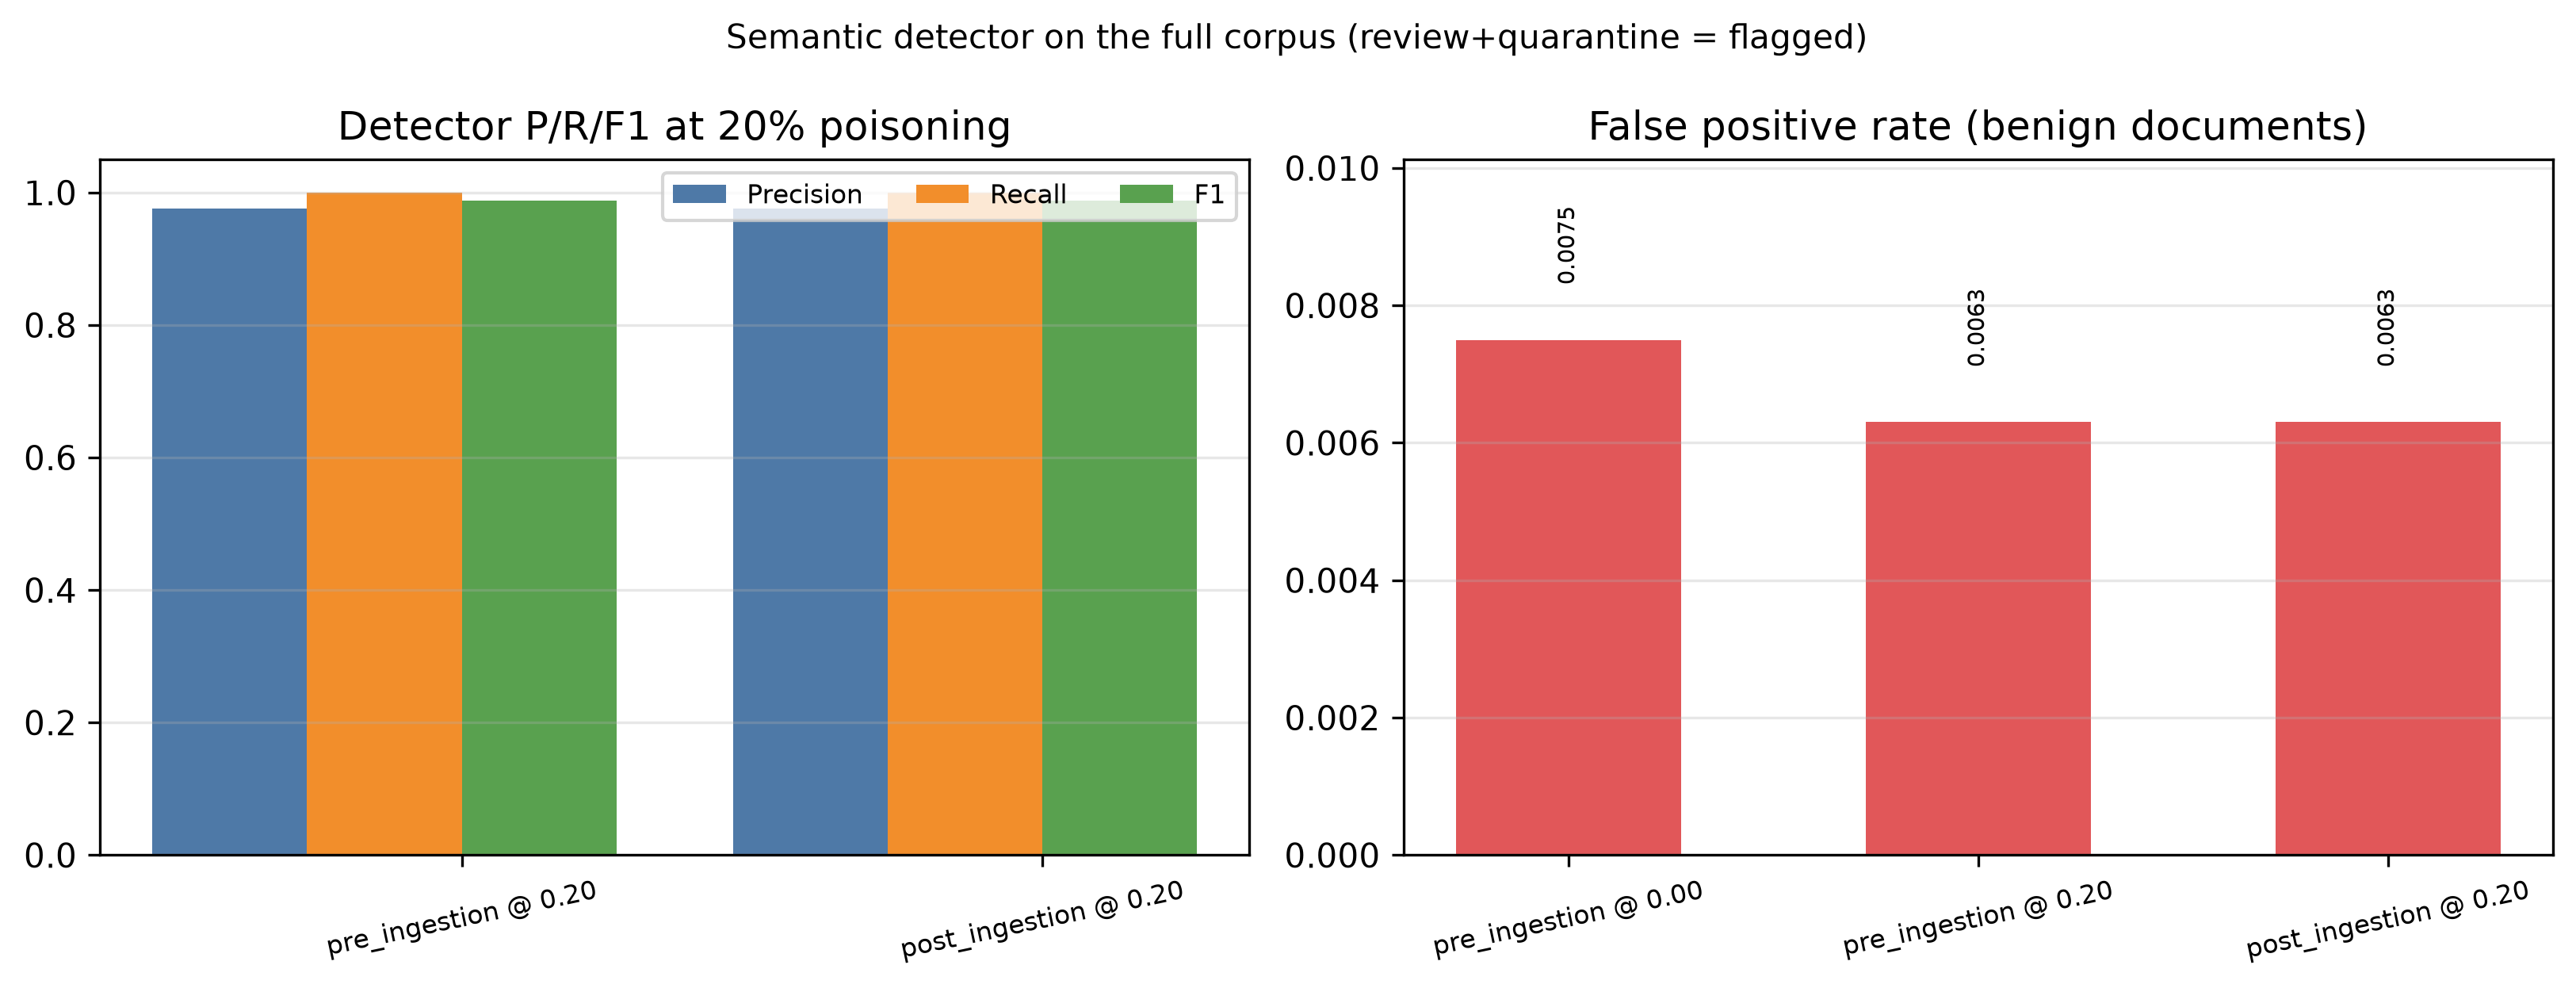 Semantic detector on the full corpus (review+quarantine = flagged)
Detector P/R/F1 at 20% poisoning
Precision Recall F1
1.0
0.8
0.6
0.4
0.2
0.0
pre_ingestion @ 0.20
post_ingestion @ 0.20
False positive rate (benign documents)
0.010
0.008
0.006
0.004
0.002
0.000
0.0075
0.0063
0.0063
pre_ingestion @ 0.00
pre_ingestion @ 0.20
post_ingestion @ 0.20